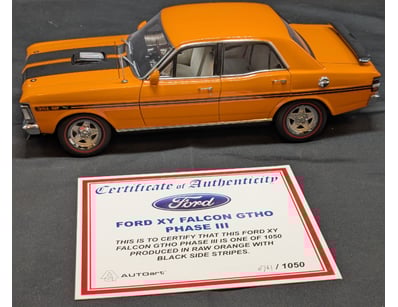 Certificate of Authenticity
Ford
FORD XY FALCON GTHO
PHASE III
THIS IS TO CERTIFY THAT THIS FORD XY
FALCON GTHO PHASE III IS ONE OF 1050
PRODUCED IN RAW ORANGE WITH
BLACK SIDE STRIPES.
AUTOart
/ 1050